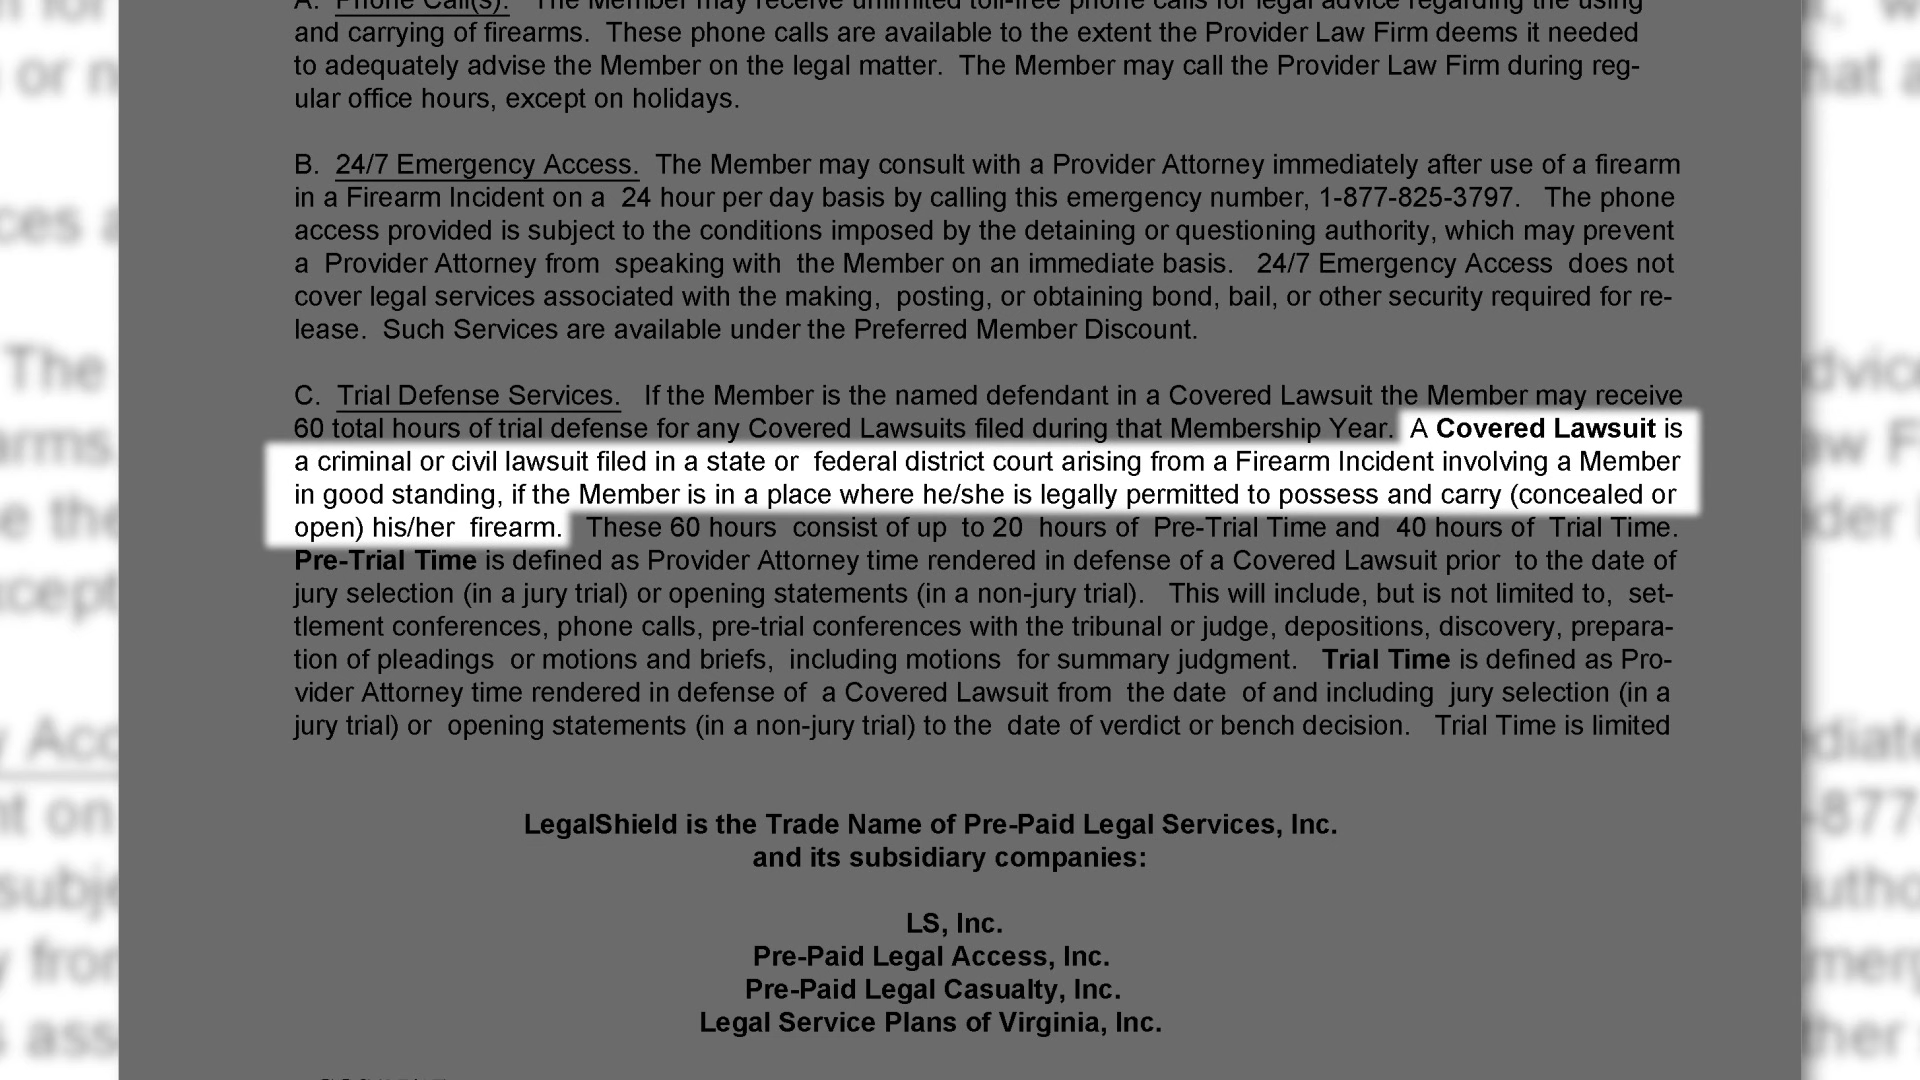 A. Phone Call(s). The Member may receive unlimited toll-free phone calls for legal advice regarding the using
and carrying of firearms. These phone calls are available to the extent the Provider Law Firm deems it needed
to adequately advise the Member on the legal matter. The Member may call the Provider Law Firm during reg-
ular office hours, except on holidays.
B. 24/7 Emergency Access. The Member may consult with a Provider Attorney immediately after use of a firearm
in a Firearm Incident on a 24 hour per day basis by calling this emergency number, 1-877-825-3797. The phone
access provided is subject to the conditions imposed by the detaining or questioning authority, which may prevent
a Provider Attorney from speaking with the Member on an immediate basis. 24/7 Emergency Access does not
cover legal services associated with the making, posting, or obtaining bond, bail, or other security required for re-
lease. Such Services are available under the Preferred Member Discount.
C. Trial Defense Services. If the Member is the named defendant in a Covered Lawsuit the Member may receive
60 total hours of trial defense for any Covered Lawsuits filed during that Membership Year. A Covered Lawsuit is
a criminal or civil lawsuit filed in a state or federal district court arising from a Firearm Incident involving a Member
in good standing, if the Member is in a place where he/she is legally permitted to possess and carry (concealed or
open) his/her firearm. These 60 hours consist of up to 20 hours of Pre-Trial Time and 40 hours of Trial Time.
Pre-Trial Time is defined as Provider Attorney time rendered in defense of a Covered Lawsuit prior to the date of
jury selection (in a jury trial) or opening statements (in a non-jury trial). This will include, but is not limited to, set-
tlement conferences, phone calls, pre-trial conferences with the tribunal or judge, depositions, discovery, prepara-
tion of pleadings or motions and briefs, including motions for summary judgment. Trial Time is defined as Pro-
vider Attorney time rendered in defense of a Covered Lawsuit from the date of and including jury selection (in a
jury trial) or opening statements (in a non-jury trial) to the date of verdict or bench decision. Trial Time is limited
LegalShield is the Trade Name of Pre-Paid Legal Services, Inc.
and its subsidiary companies:
LS, Inc.
Pre-Paid Legal Access, Inc.
Pre-Paid Legal Casualty, Inc.
Legal Service Plans of Virginia, Inc.